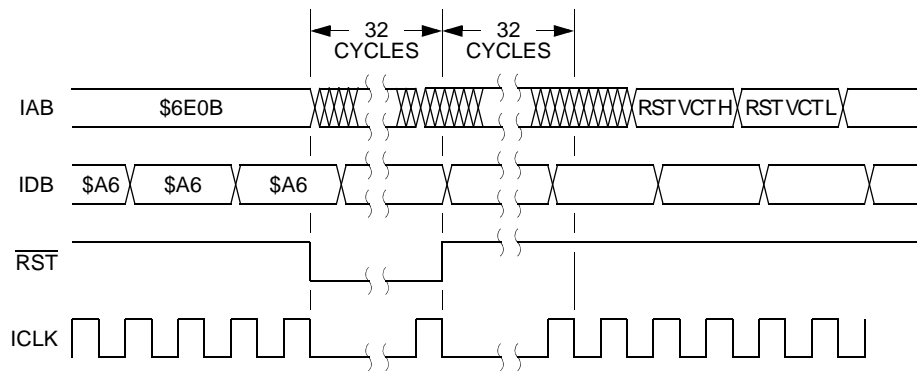 32 CYCLES
32 CYCLES
IAB $6E0B RSTVCTH RSTVCTL
IDB $A6 $A6 $A6
RST
ICLK